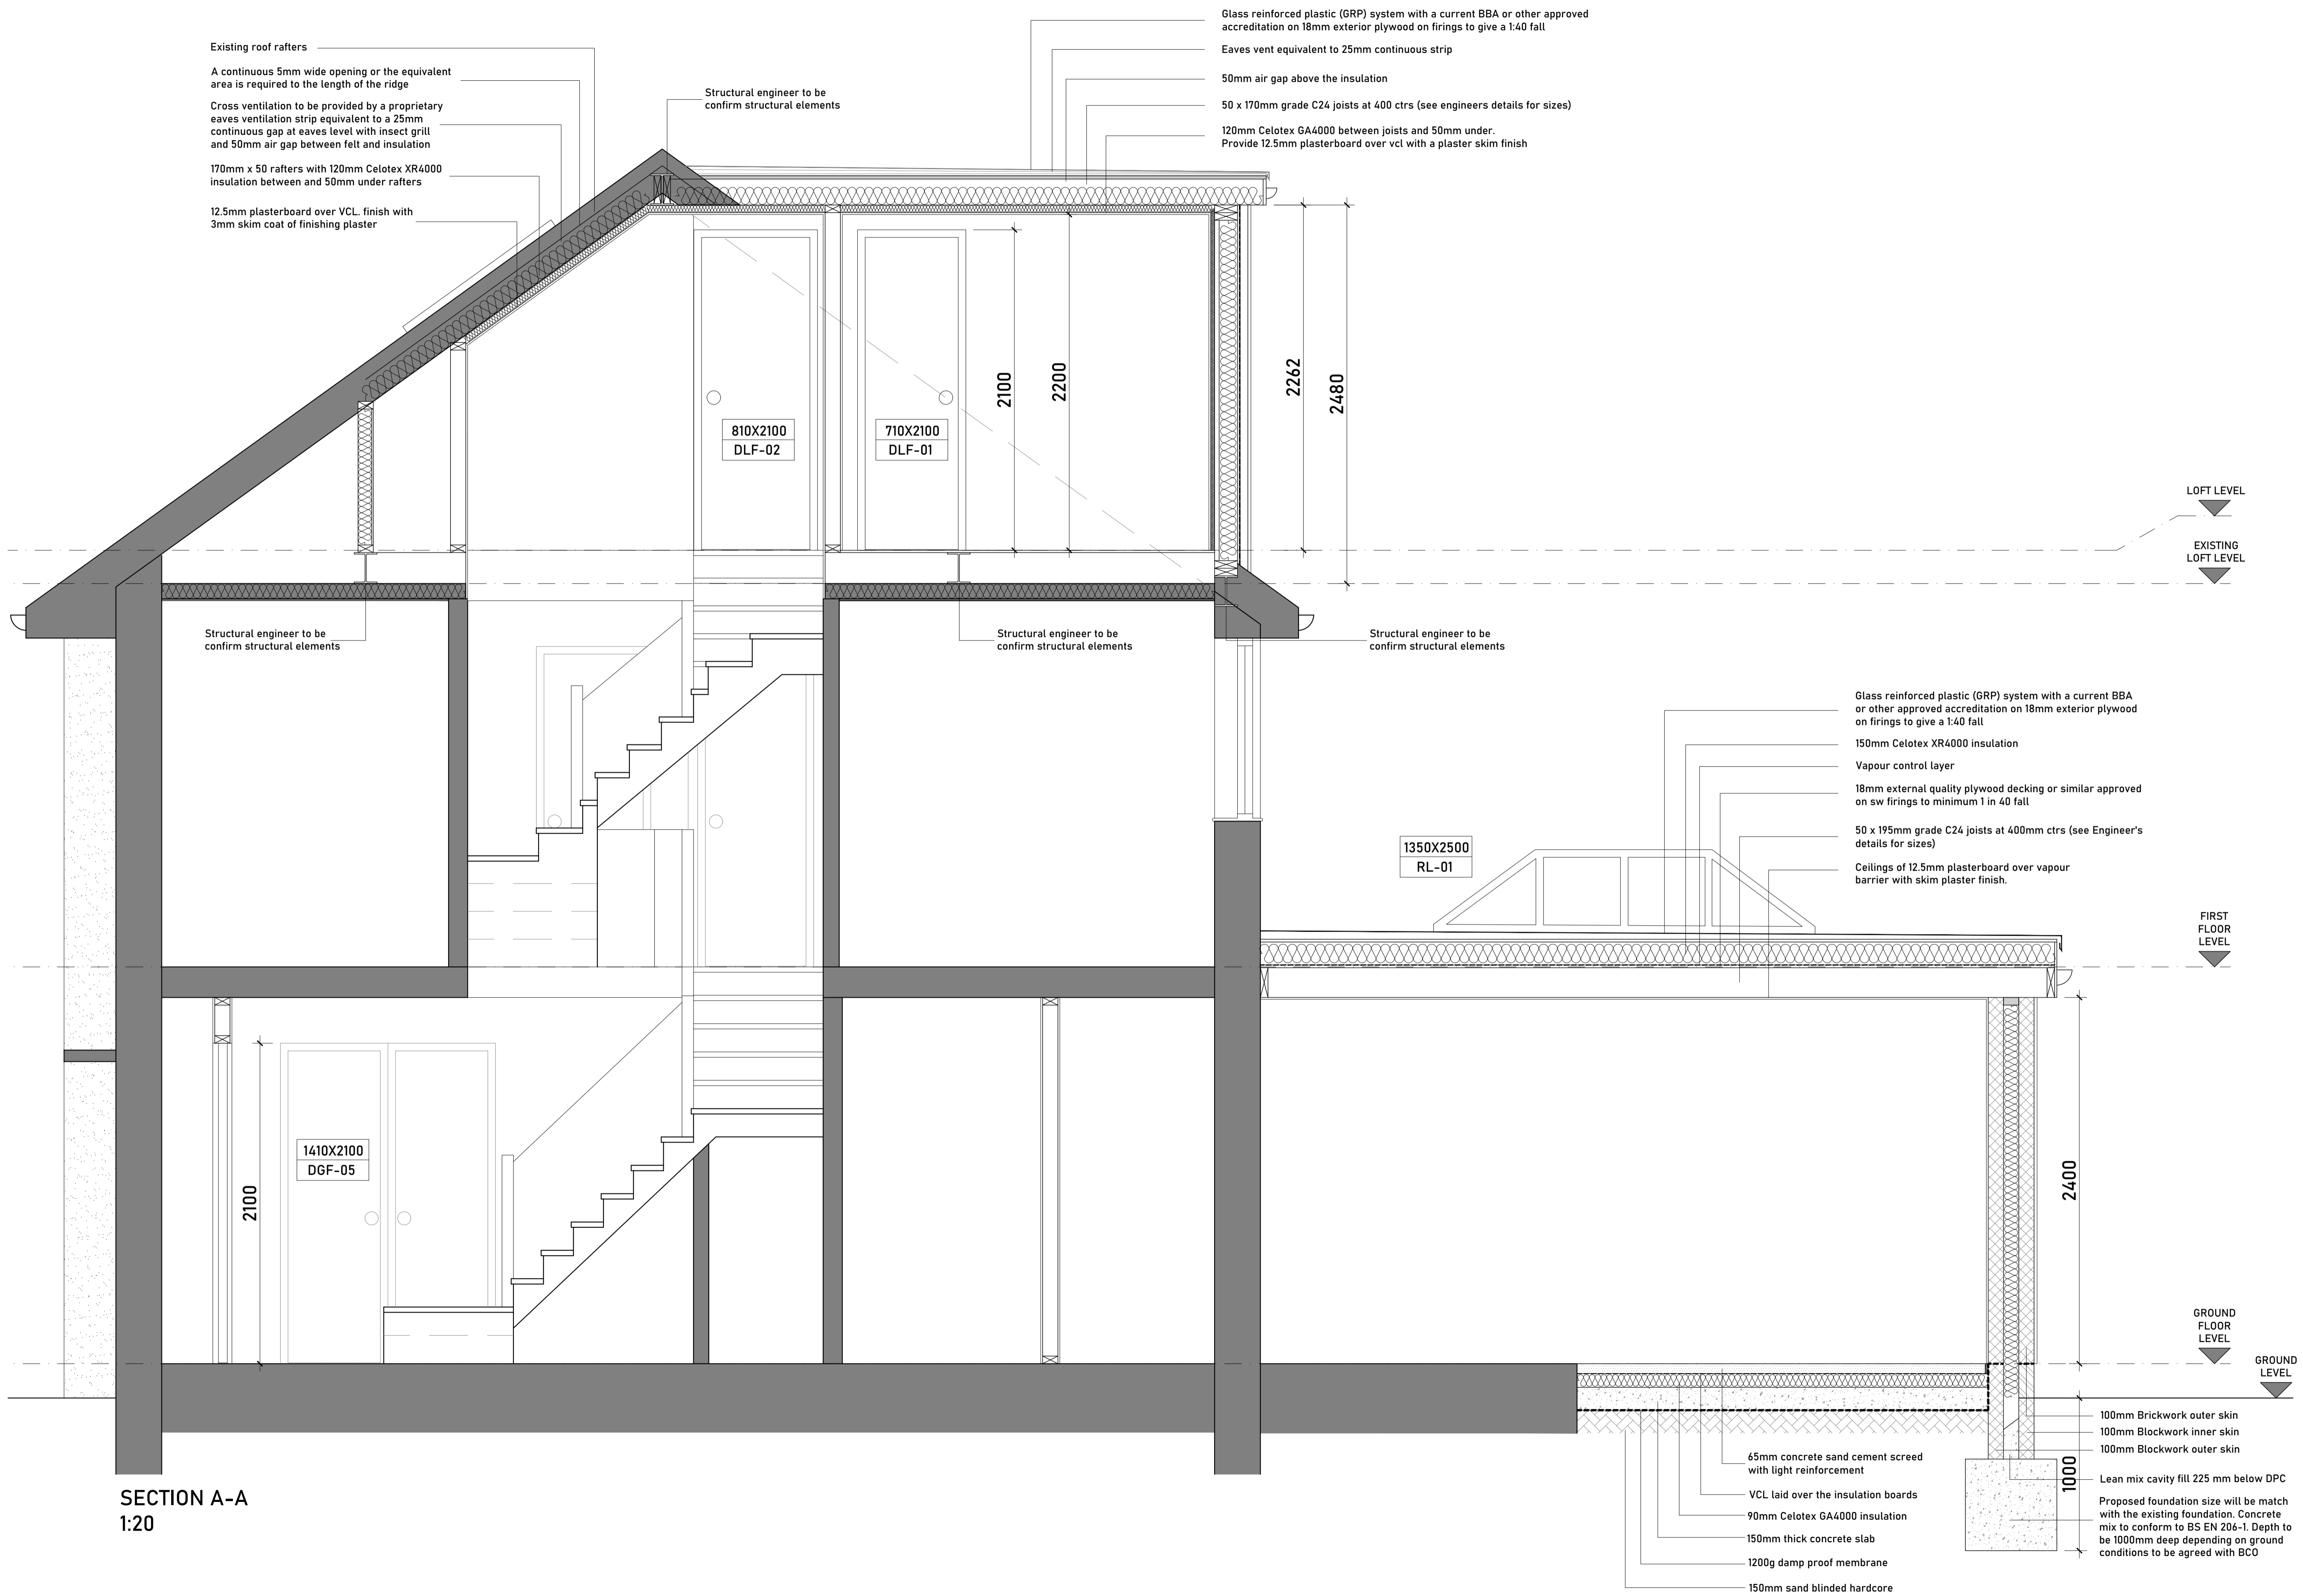 Glass reinforced plastic (GRP) system with a current BBA or other approved
accreditation on 18mm exterior plywood on firings to give a 1:40 fall
Eaves vent equivalent to 25mm continuous strip
50mm air gap above the insulation
50 x 170mm grade C24 joists at 400 ctrs (see engineers details for sizes)
120mm Celotex GA4000 between joists and 50mm under.
Provide 12.5mm plasterboard over vcl with a plaster skim finish
Existing roof rafters
A continuous 5mm wide opening or the equivalent
area is required to the length of the ridge
Cross ventilation to be provided by a proprietary
eaves ventilation strip equivalent to a 25mm
continuous gap at eaves level with insect grill
and 50mm air gap between felt and insulation
170mm x 50 rafters with 120mm Celotex XR4000
insulation between and 50mm under rafters
12.5mm plasterboard over VCL. finish with
3mm skim coat of finishing plaster
Structural engineer to be
confirm structural elements
2100
2200
2262
2480
810X2100
DLF-02
710X2100
DLF-01
LOFT LEVEL
EXISTING
LOFT LEVEL
Structural engineer to be
confirm structural elements
Structural engineer to be
confirm structural elements
Structural engineer to be
confirm structural elements
Glass reinforced plastic (GRP) system with a current BBA
or other approved accreditation on 18mm exterior plywood
on firings to give a 1:40 fall
150mm Celotex XR4000 insulation
Vapour control layer
18mm external quality plywood decking or similar approved
on sw firings to minimum 1 in 40 fall
50 x 195mm grade C24 joists at 400mm ctrs (see Engineer's
details for sizes)
Ceilings of 12.5mm plasterboard over vapour
barrier with skim plaster finish.
1350X2500
RL-01
FIRST
FLOOR
LEVEL
1410X2100
DGF-05
2100
2400
GROUND
FLOOR
LEVEL
GROUND
LEVEL
100mm Brickwork outer skin
100mm Blockwork inner skin
100mm Blockwork outer skin
Lean mix cavity fill 225 mm below DPC
1000
Proposed foundation size will be match
with the existing foundation. Concrete
mix to conform to BS EN 206-1. Depth to
be 1000mm deep depending on ground
conditions to be agreed with BCO
65mm concrete sand cement screed
with light reinforcement
VCL laid over the insulation boards
90mm Celotex GA4000 insulation
150mm thick concrete slab
1200g damp proof membrane
150mm sand blinded hardcore
SECTION A-A
1:20